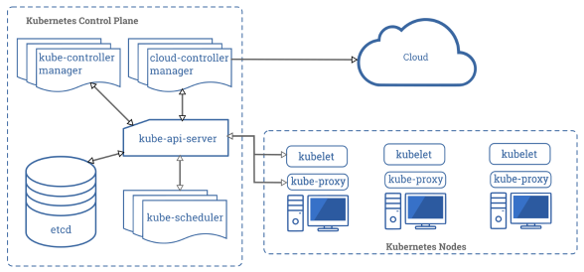 Kubernetes Control Plane
kube-controller
manager
cloud-controller
manager
Cloud
kube-api-server
kubelet
kubelet
kubelet
kube-proxy
kube-proxy
kube-proxy
etcd
kube-scheduler
Kubernetes Nodes